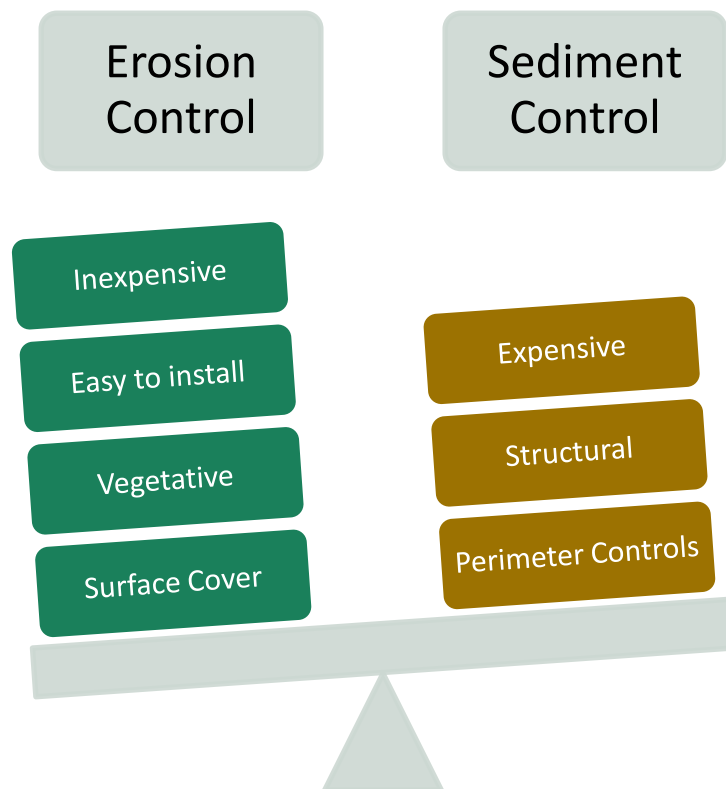 Erosion
Control
Sediment
Control
Inexpensive
Easy to install
Vegetative
Surface Cover
Expensive
Structural
Perimeter Controls